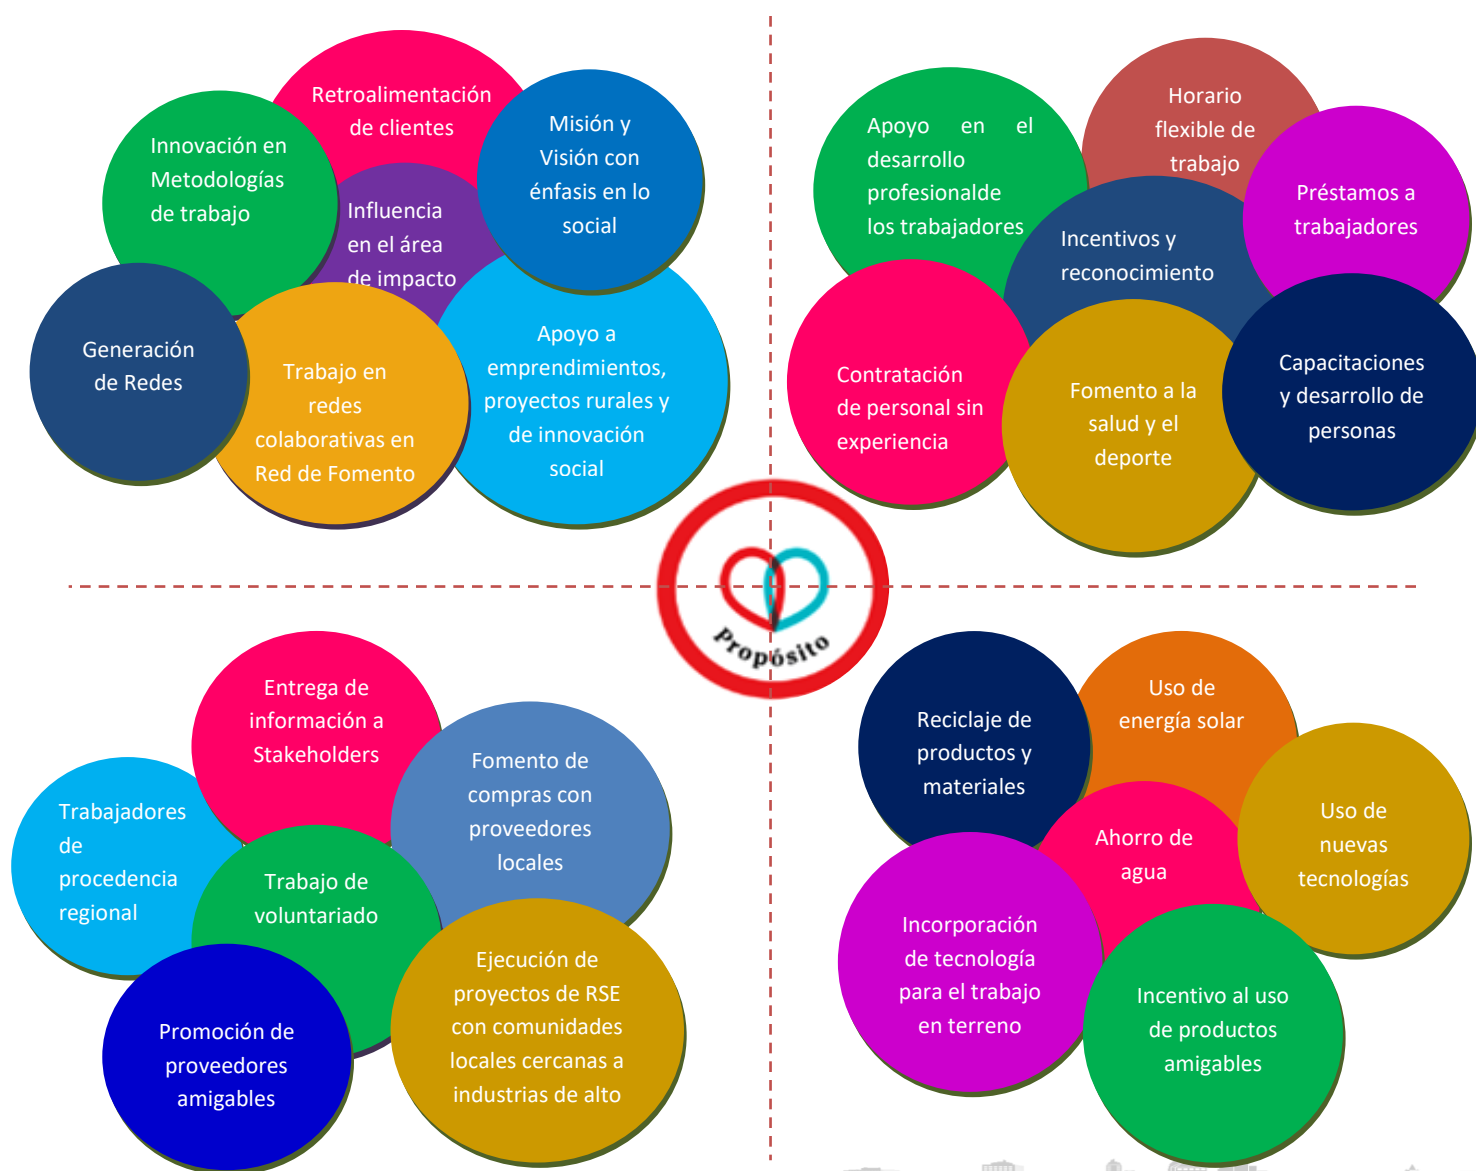 Retroalimentación
de clientes
Innovación en
Metodologías
de trabajo
Misión y
Visión con
énfasis en lo
social
Influencia
en el área
de impacto
Generación
de Redes
Trabajo en
redes
colaborativas en
Red de Fomento
Apoyo a
emprendimientos,
proyectos rurales y
de innovación
social
Apoyo en el
desarrollo
profesionalde
los trabajadores
Horario
flexible de
trabajo
Préstamos a
trabajadores
Incentivos y
reconocimiento
Contratación
de personal sin
experiencia
Fomento a la
salud y el
deporte
Capacitaciones
y desarrollo de
personas
Propósito
Entrega de
información a
Stakeholders
Fomento de
compras con
proveedores
locales
Trabajadores
de
procedencia
regional
Trabajo de
voluntariado
Promoción de
proveedores
amigables
Ejecución de
proyectos de RSE
con comunidades
locales cercanas a
industrias de alto
Reciclaje de
productos y
materiales
Uso de
energía solar
Uso de
nuevas
tecnologías
Ahorro de
agua
Incorporación
de tecnología
para el trabajo
en terreno
Incentivo al uso
de productos
amigables